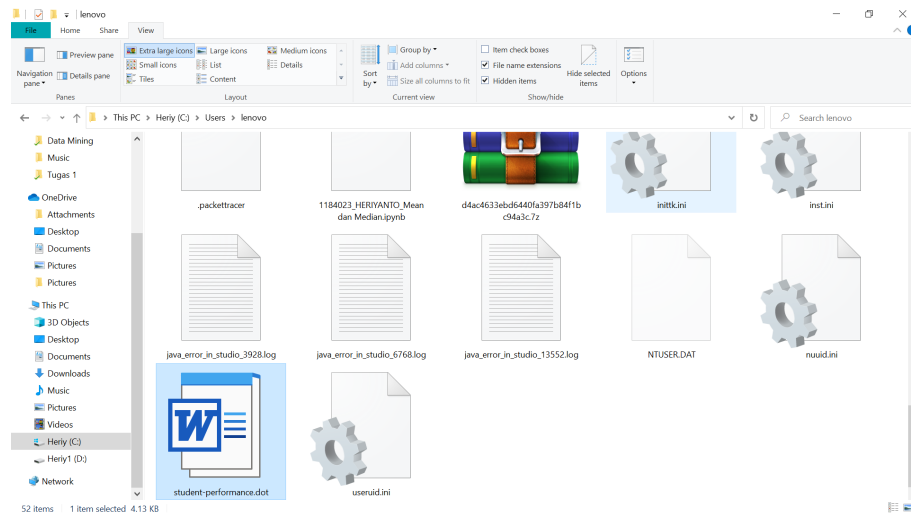 lenovo
File Home Share View
Navigation pane
Preview pane
Details pane
Panes
Extra large icons Large icons Medium icons
Small icons List Details
Tiles Content
Layout
Sort by
Group by
Add columns
Size all columns to fit
Current view
Item check boxes
File name extensions
Hidden items
Hide selected items
Show/hide
Options
This PC > Heriy (C:) > Users > lenovo
Search lenovo
Data Mining
Music
Tugas 1
OneDrive
Attachments
Desktop
Documents
Pictures
Pictures
This PC
3D Objects
Desktop
Documents
Downloads
Music
Pictures
Videos
Heriy (C:)
Heriy1 (D:)
Network
.packettracer
1184023_HERIYANTO_Mean
dan Median.ipynb
d4ac4633ebd6440fa397b84f1b
c94a3c.7z
inittk.ini
inst.ini
java_error_in_studio_3928.log
java_error_in_studio_6768.log
java_error_in_studio_13552.log
NTUSER.DAT
nuuid.ini
W
student-performance.dot
useruid.ini
52 items 1 item selected 4.13 KB